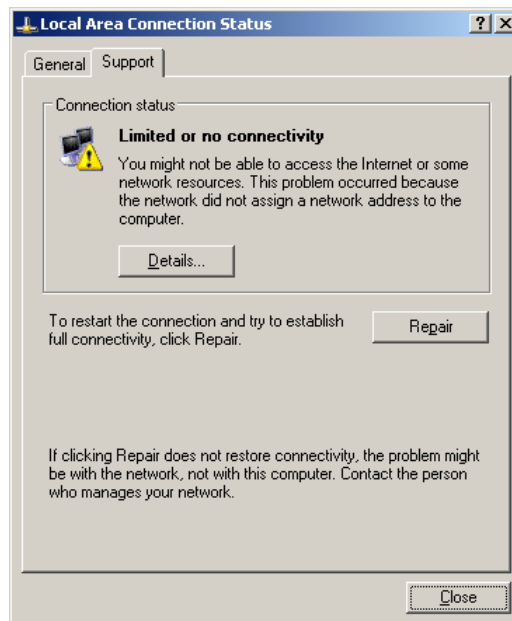 Local Area Connection Status
General Support
Connection status
Limited or no connectivity
You might not be able to access the Internet or some
network resources. This problem occurred because
the network did not assign a network address to the
computer.
Details...
To restart the connection and try to establish
full connectivity, click Repair.
Repair
If clicking Repair does not restore connectivity, the problem might
be with the network, not with this computer. Contact the person
who manages your network.
Close